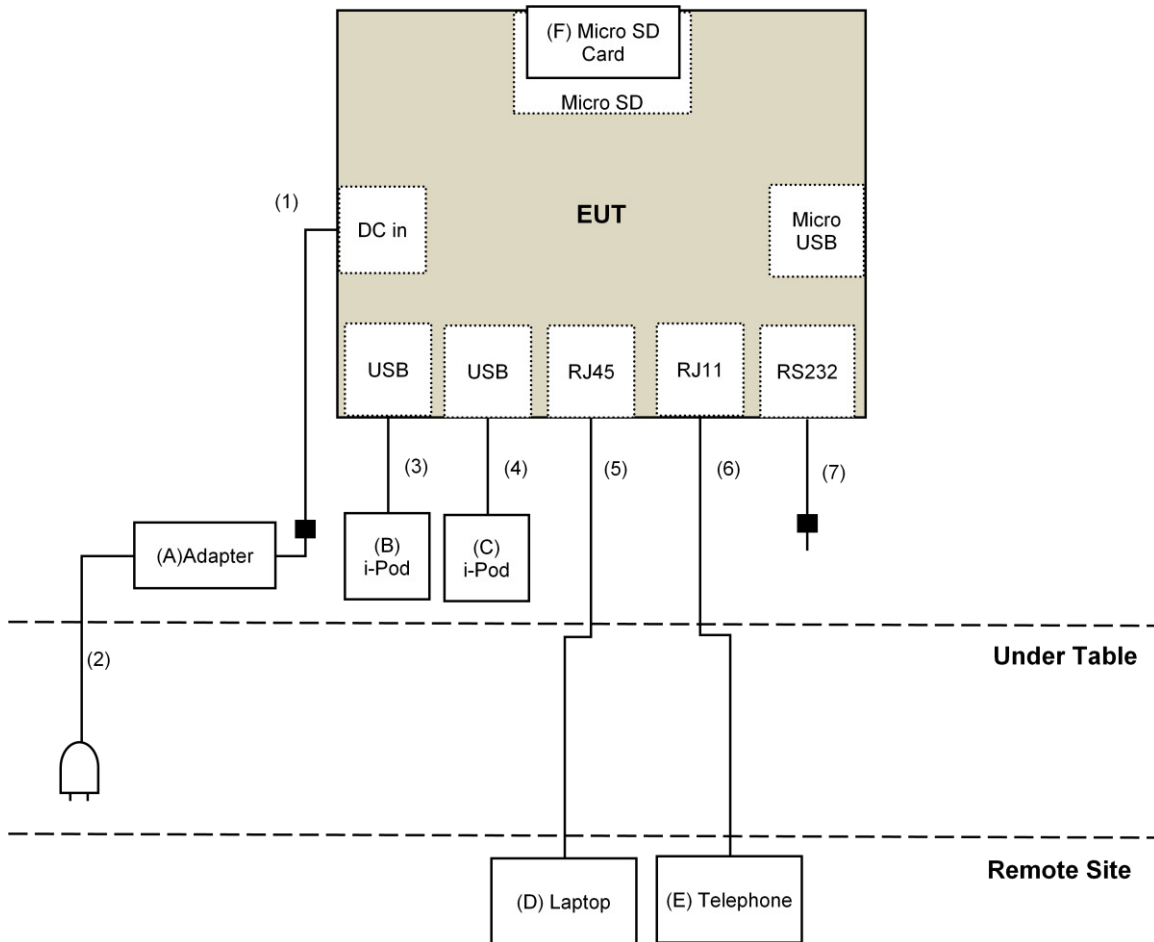 (F) Micro SD
Card
Micro SD
(1)
DC in
EUT
Micro
USB
USB
USB
RJ45
RJ11
RS232
(3)
(4)
(5)
(6)
(7)
(A)Adapter
(B)
i-Pod
(C)
i-Pod
(2)
Under Table
Remote Site
(D) Laptop
(E) Telephone